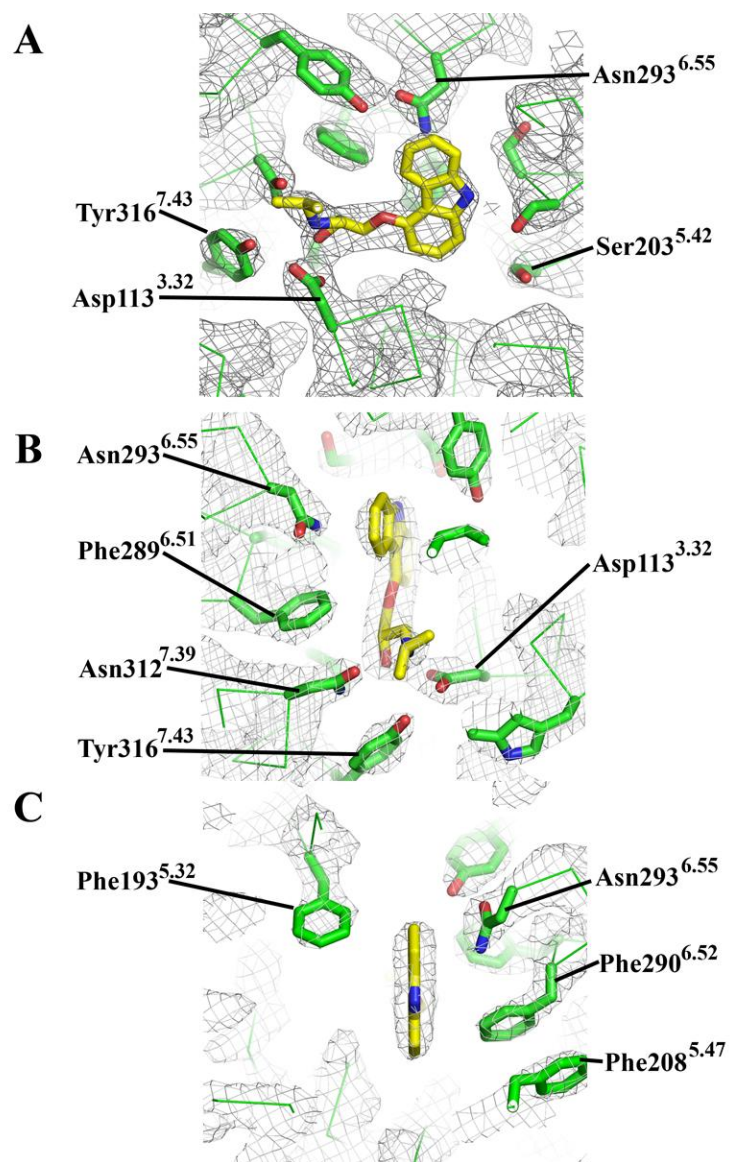 A
Asn293^6.55
Tyr316^7.43
Ser203^5.42
Asp113^3.32
B
Asn293^6.55
Phe289^6.51
Asp113^3.32
Asn312^7.39
Tyr316^7.43
C
Phe193^5.32
Asn293^6.55
Phe290^6.52
Phe208^5.47